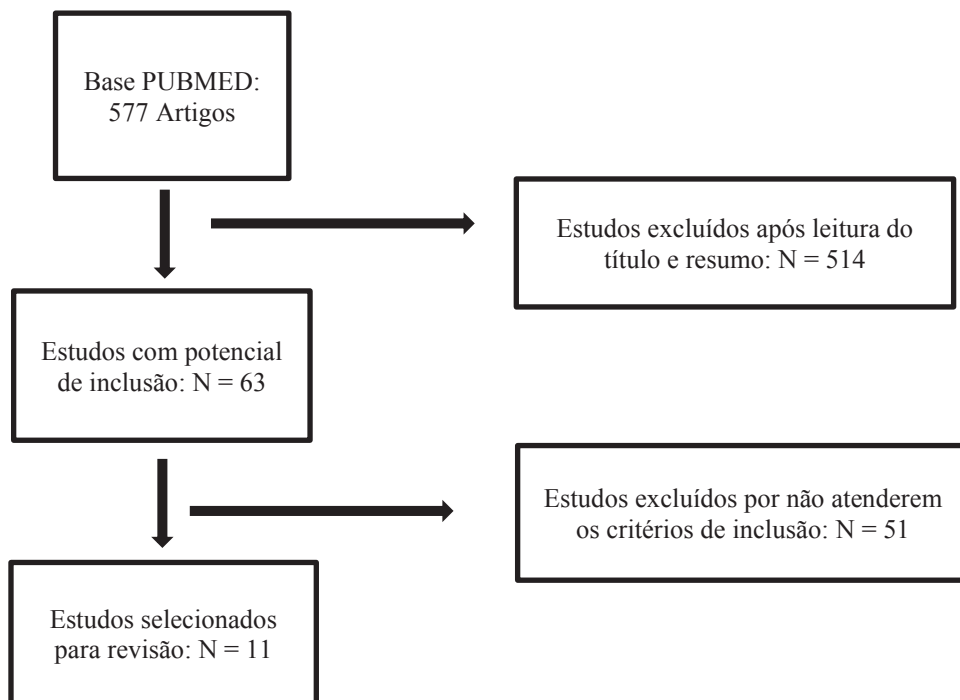 Base PUBMED:
577 Artigos
Estudos excluídos após leitura do
título e resumo: N = 514
Estudos com potencial
de inclusão: N = 63
Estudos excluídos por não atenderem
os critérios de inclusão: N = 51
Estudos selecionados
para revisão: N = 11